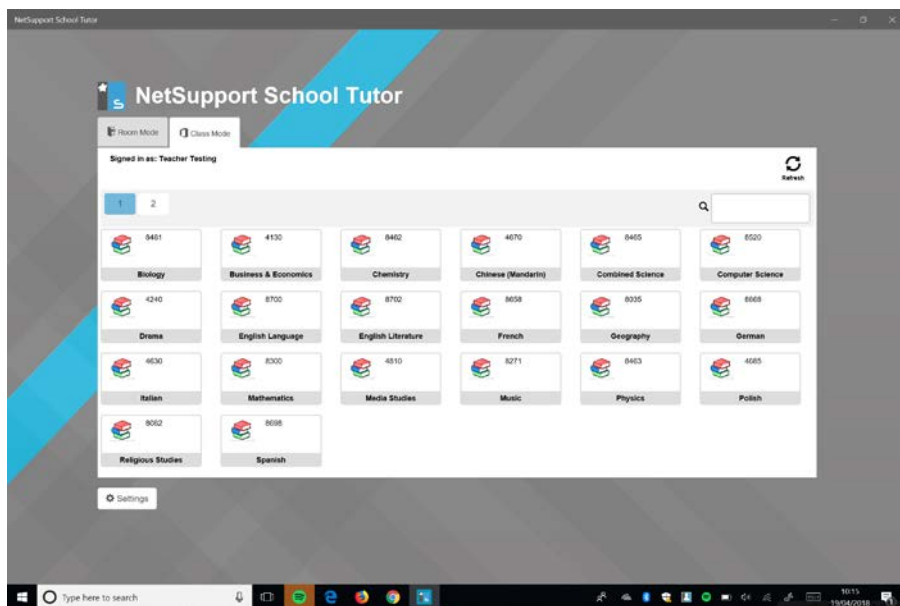 NetSupport School Tutor
NetSupport School Tutor
Room Mode Class Mode
Signed in as: Teacher Testing
Refresh
1 2
8461 4130 8462 4670 8465 8520
Biology Business & Economics Chemistry Chinese (Mandarin) Combined Science Computer Science
4240 8700 8702 8658 8035 8668
Drama English Language English Literature French Geography German
4630 8300 4810 8271 8463 4685
Italian Mathematics Media Studies Music Physics Polish
8062 8698
Religious Studies Spanish
Settings
Type here to search
10:15
19/04/2018